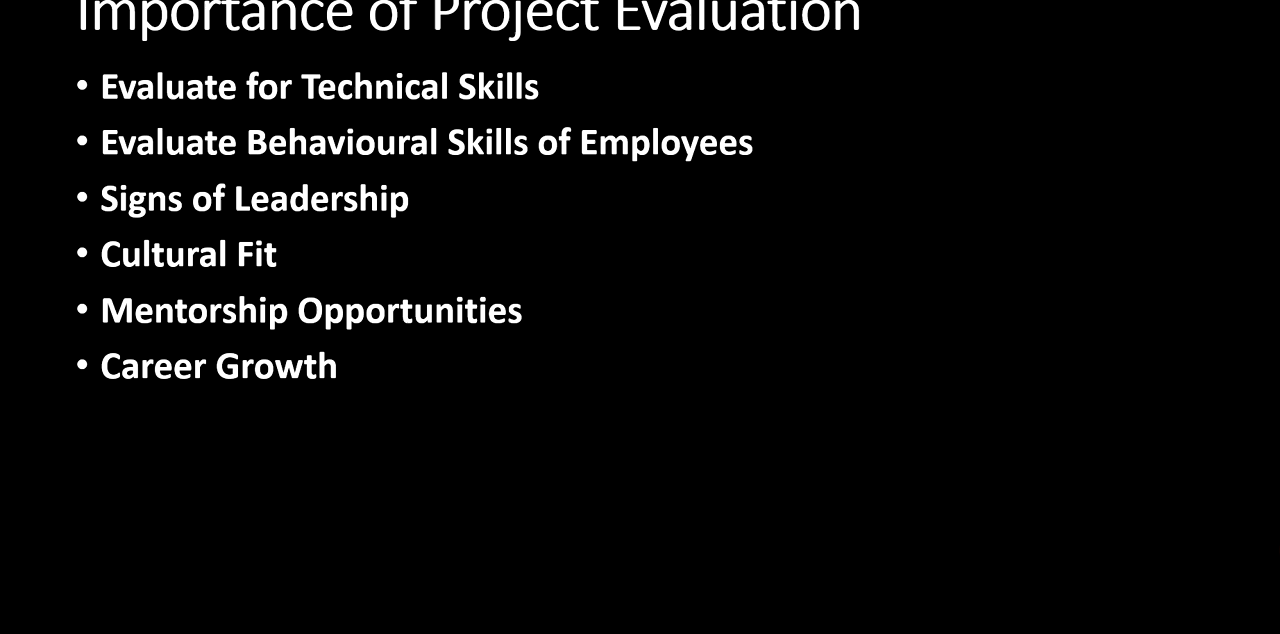 Importance of Project Evaluation
• Evaluate for Technical Skills
• Evaluate Behavioural Skills of Employees
• Signs of Leadership
• Cultural Fit
• Mentorship Opportunities
• Career Growth